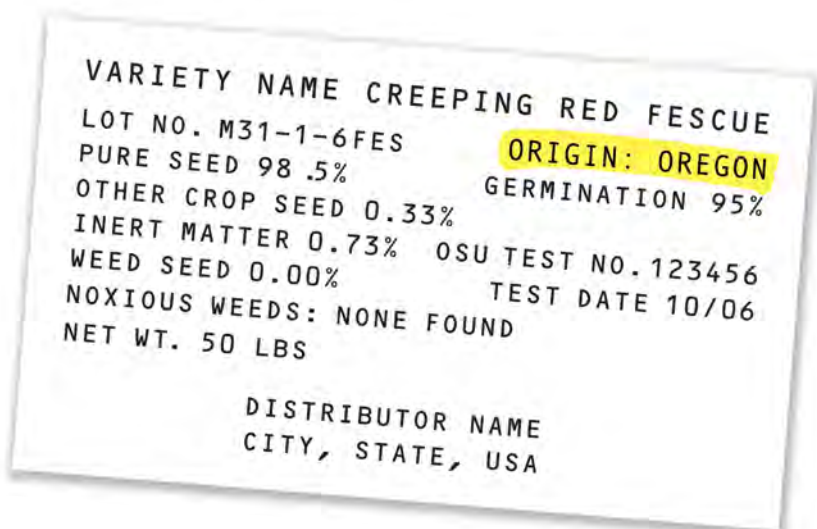 VARIETY NAME CREEPING RED FESCUE
LOT NO. M31-1-6FES ORIGIN: OREGON
PURE SEED 98.5% GERMINATION 95%
OTHER CROP SEED 0.33%
INERT MATTER 0.73% OSU TEST NO. 123456
WEED SEED 0.00% TEST DATE 10/06
NOXIOUS WEEDS: NONE FOUND
NET WT. 50 LBS
DISTRIBUTOR NAME
CITY, STATE, USA